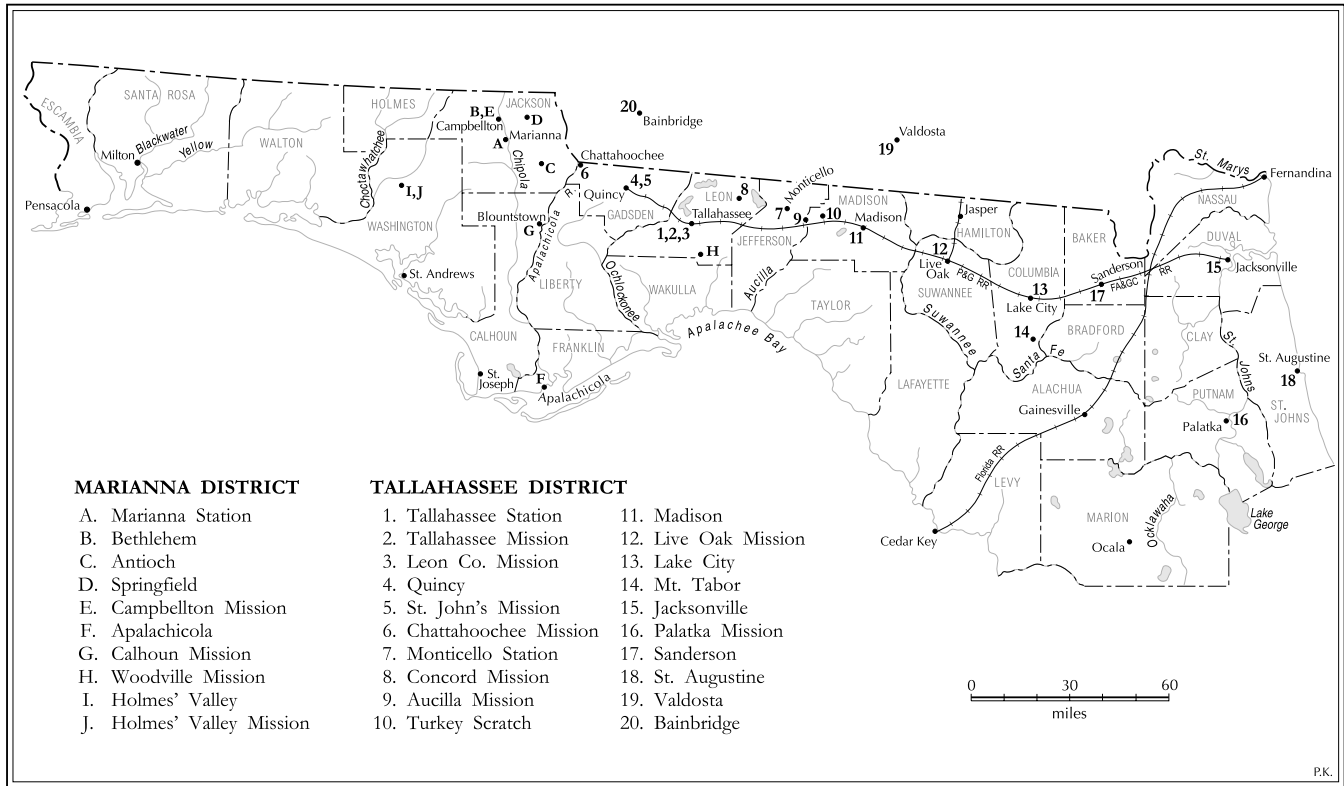 ESCAMBIA
SANTA ROSA
Blackwater
Yellow
Milton
Pensacola
WALTON
HOLMES
Choctawhatchee
I,J
WASHINGTON
St. Andrews
B,E
Campbellton
JACKSON
D
Marianna
A
Chipola
C
Chattahoochee
6
20
Bainbridge
Valdosta
19
Blountstown
G
Apalachicola R.
LIBERTY
CALHOUN
St.
Joseph
F
Apalachicola
FRANKLIN
4,5
Quincy
GADSDEN
Ochlockonee
LEON
8
Tallahassee
1,2,3
H
WAKULLA
Apalachee Bay
Monticello
7
9
10
JEFFERSON
Aucilla
MADISON
Madison
11
TAYLOR
Jasper
HAMILTON
12
Live
Oak
P&G RR
SUWANNEE
Suwannee
LAFAYETTE
COLUMBIA
13
Lake City
14
Santa Fe
BAKER
Sanderson
17
FA&GC RR
BRADFORD
ALACHUA
Gainesville
Florida RR
LEVY
Cedar Key
MARION
Ocala
Ocklawaha
St. Marys
Fernandina
NASSAU
DUVAL
15
Jacksonville
CLAY
St. Johns
St. Augustine
18
ST.
JOHNS
PUTNAM
Palatka
16
Lake
George
MARIANNA DISTRICT
A. Marianna Station
B. Bethlehem
C. Antioch
D. Springfield
E. Campbellton Mission
F. Apalachicola
G. Calhoun Mission
H. Woodville Mission
I. Holmes' Valley
J. Holmes' Valley Mission
TALLAHASSEE DISTRICT
1. Tallahassee Station
2. Tallahassee Mission
3. Leon Co. Mission
4. Quincy
5. St. John's Mission
6. Chattahoochee Mission
7. Monticello Station
8. Concord Mission
9. Aucilla Mission
10. Turkey Scratch
11. Madison
12. Live Oak Mission
13. Lake City
14. Mt. Tabor
15. Jacksonville
16. Palatka Mission
17. Sanderson
18. St. Augustine
19. Valdosta
20. Bainbridge
0 30 60
miles
P.K.